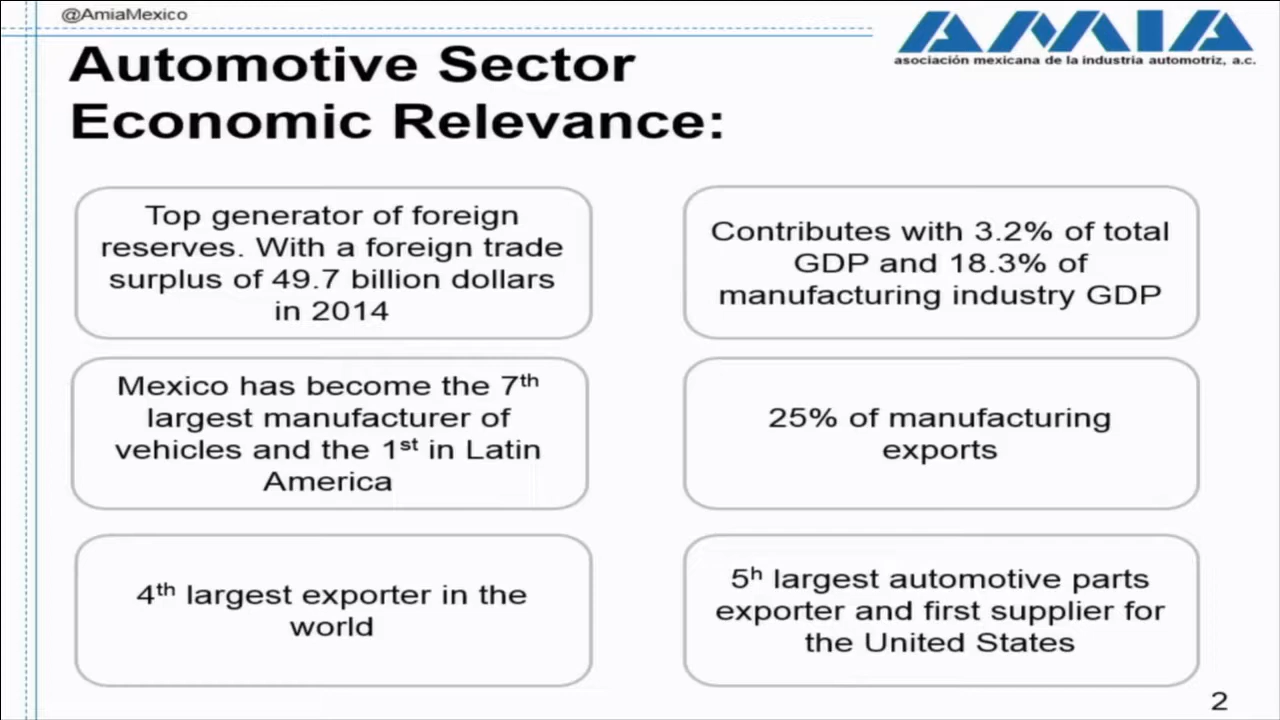 @AmiaMexico
AMIA
asociación mexicana de la industria automotriz, a.c.
Automotive Sector
Economic Relevance:
Top generator of foreign
reserves. With a foreign trade
surplus of 49.7 billion dollars
in 2014
Contributes with 3.2% of total
GDP and 18.3% of
manufacturing industry GDP
Mexico has become the 7th
largest manufacturer of
vehicles and the 1st in Latin
America
25% of manufacturing
exports
4th largest exporter in the
world
5h largest automotive parts
exporter and first supplier for
the United States
2